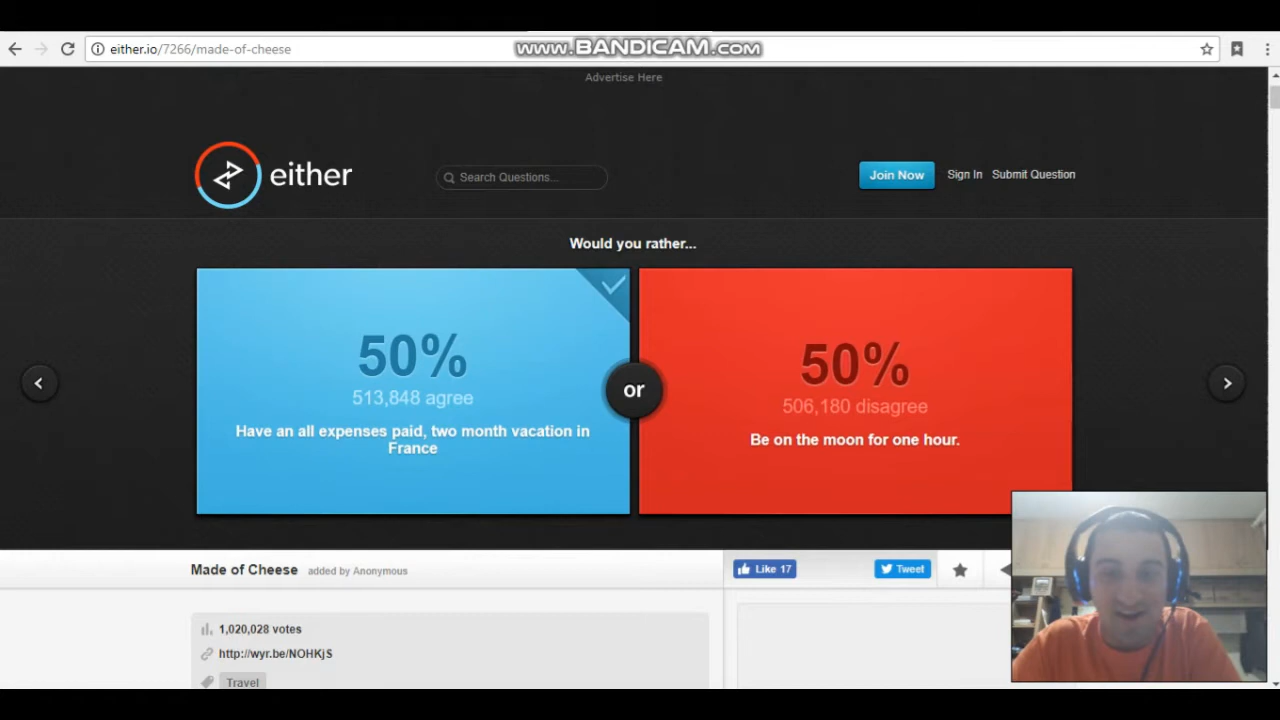 either.io/7266/made-of-cheese
www.BANDICAM.com
Advertise Here
either
Search Questions...
Join Now
Sign In
Submit Question
Would you rather...
50%
513,848 agree
Have an all expenses paid, two month vacation in
France
or
50%
506,180 disagree
Be on the moon for one hour.
Made of Cheese
added by Anonymous
Like 17
Tweet
1,020,028 votes
http://wyr.be/NOHKjS
Travel